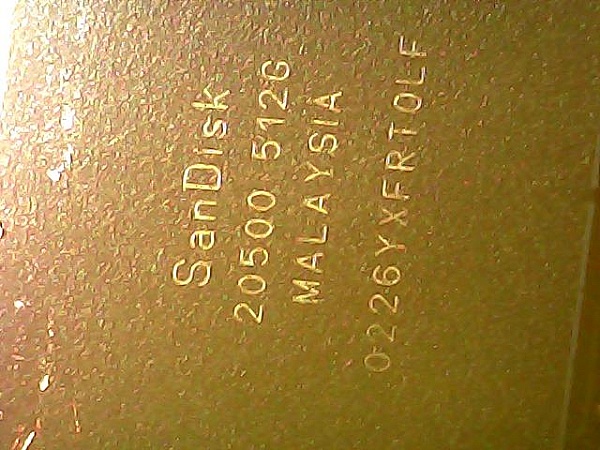 SanDisk
20500 512G
MALAYSIA
0226YXFRT0LF